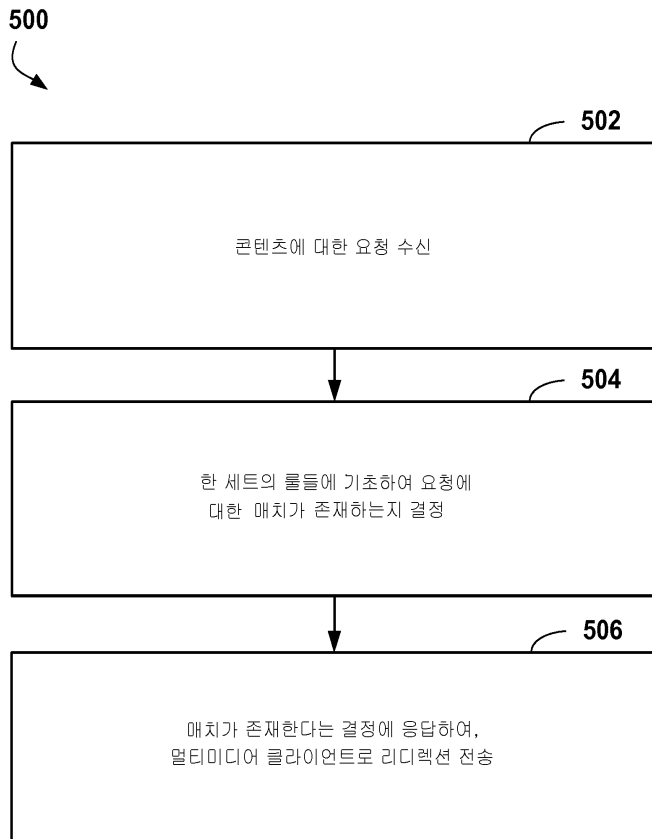 500
502
콘텐츠에 대한 요청 수신
504
한 세트의 룰들에 기초하여 요청에
대한 매치가 존재하는지 결정
506
매치가 존재한다는 결정에 응답하여,
멀티미디어 클라이언트로 리디렉션 전송